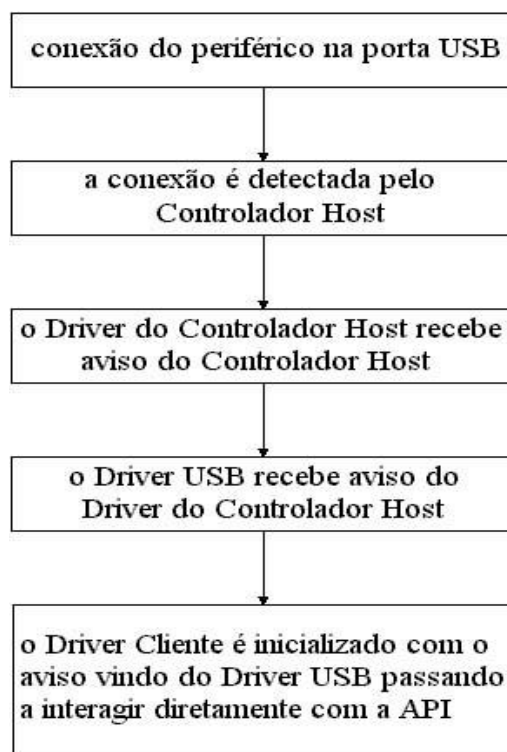 conexão do periférico na porta USB
a conexão é detectada pelo
Controlador Host
o Driver do Controlador Host recebe
aviso do Controlador Host
o Driver USB recebe aviso do
Driver do Controlador Host
o Driver Cliente é inicializado com o
aviso vindo do Driver USB passando
a interagir diretamente com a API